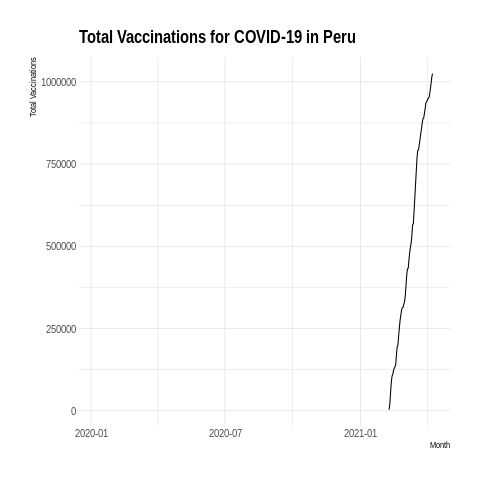 Total Vaccinations for COVID-19 in Peru
Total Vaccinations
1000000
750000
500000
250000
0
2020-01
2020-07
2021-01
Month